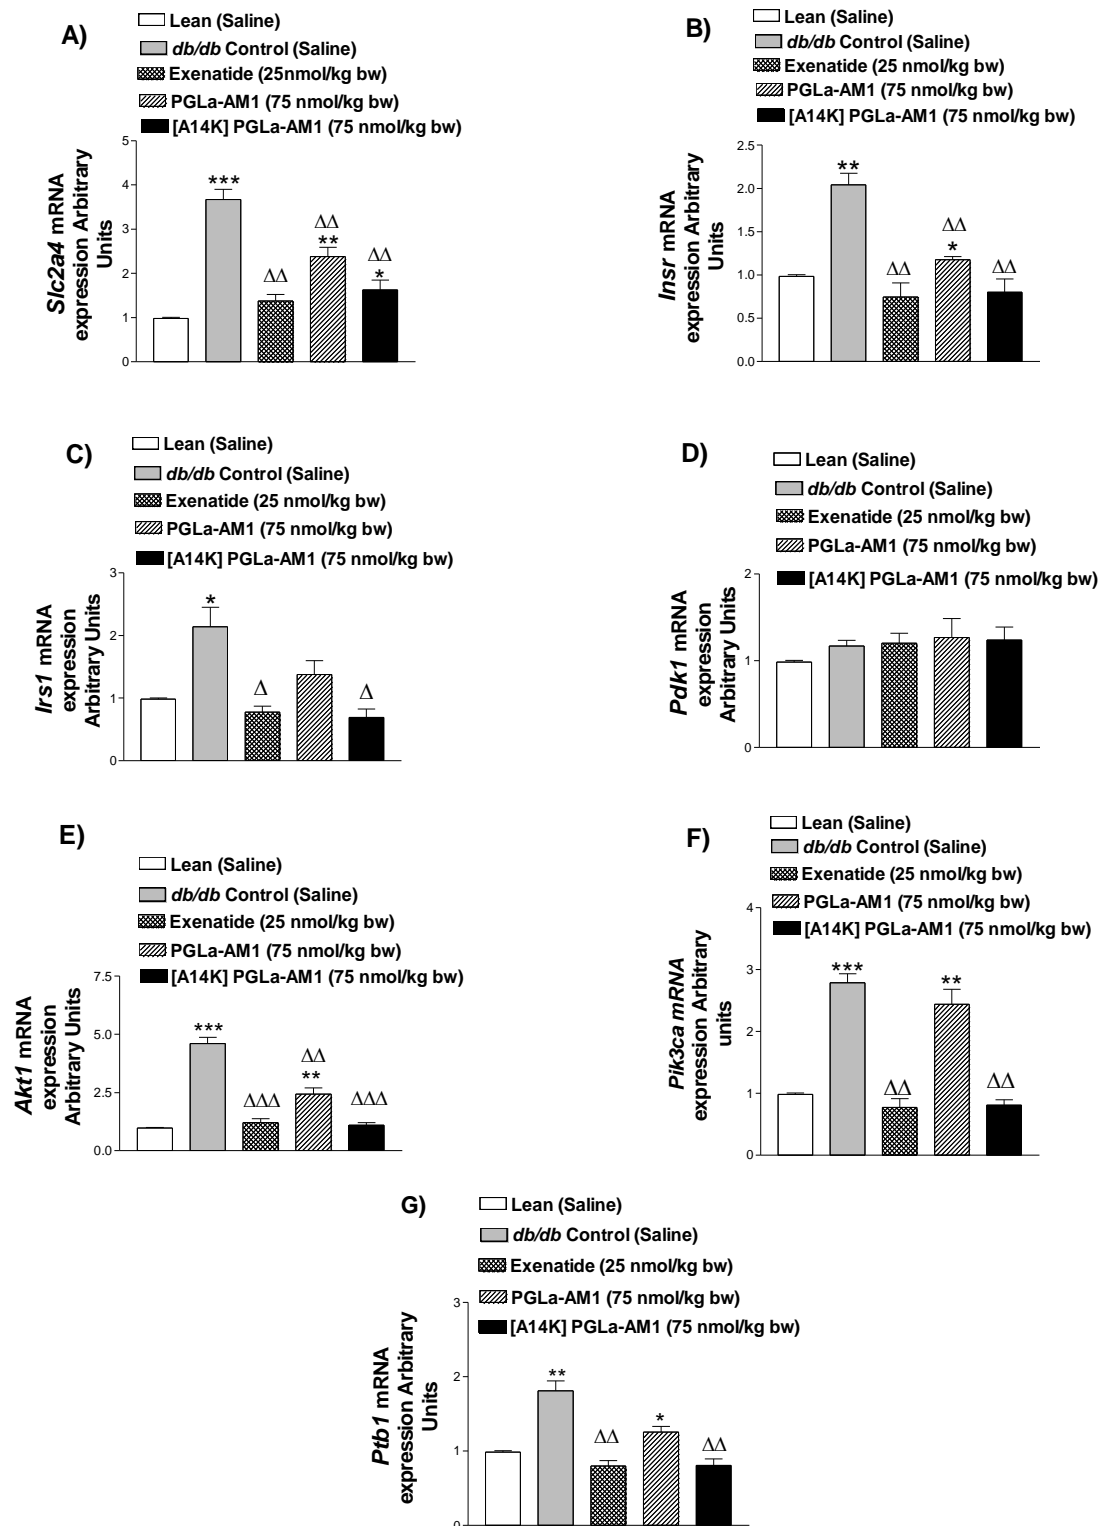 A)
Lean (Saline)
db/db Control (Saline)
Exenatide (25nmol/kg bw)
PGLa-AM1 (75 nmol/kg bw)
[A14K] PGLa-AM1 (75 nmol/kg bw)
Slc2a4 mRNA
expression Arbitrary
Units
5
4
3
2
1
0
***
ΔΔ
ΔΔ
**
ΔΔ
*
B)
Lean (Saline)
db/db Control (Saline)
Exenatide (25 nmol/kg bw)
PGLa-AM1 (75 nmol/kg bw)
[A14K] PGLa-AM1 (75 nmol/kg bw)
Insr mRNA
expression Arbitrary
Units
2.5
2.0
1.5
1.0
0.5
0.0
**
ΔΔ
ΔΔ
*
ΔΔ
C)
Lean (Saline)
db/db Control (Saline)
Exenatide (25 nmol/kg bw)
PGLa-AM1 (75 nmol/kg bw)
[A14K] PGLa-AM1 (75 nmol/kg bw)
Irs1 mRNA
expression
Arbitrary Units
3
2
1
0
*
Δ
Δ
D)
Lean (Saline)
db/db Control (Saline)
Exenatide (25 nmol/kg bw)
PGLa-AM1 (75 nmol/kg bw)
[A14K] PGLa-AM1 (75 nmol/kg bw)
Pdk1 mRNA
expression
Arbitrary Units
2
1
0
E)
Lean (Saline)
db/db Control (Saline)
Exenatide (25 nmol/kg bw)
PGLa-AM1 (75 nmol/kg bw)
[A14K] PGLa-AM1 (75 nmol/kg bw)
Akt1 mRNA
expression
Arbitrary Units
7.5
5.0
2.5
0.0
***
ΔΔΔ
ΔΔ
**
ΔΔΔ
F)
Lean (Saline)
db/db Control (Saline)
Exenatide (25 nmol/kg bw)
PGLa-AM1 (75 nmol/kg bw)
[A14K] PGLa-AM1 (75 nmol/kg bw)
Pik3ca mRNA
expression Arbitrary
units
4
3
2
1
0
***
ΔΔ
**
ΔΔ
G)
Lean (Saline)
db/db Control (Saline)
Exenatide (25 nmol/kg bw)
PGLa-AM1 (75 nmol/kg bw)
[A14K] PGLa-AM1 (75 nmol/kg bw)
Ptb1 mRNA
expression Arbitrary
Units
3
2
1
0
**
ΔΔ
*
ΔΔ